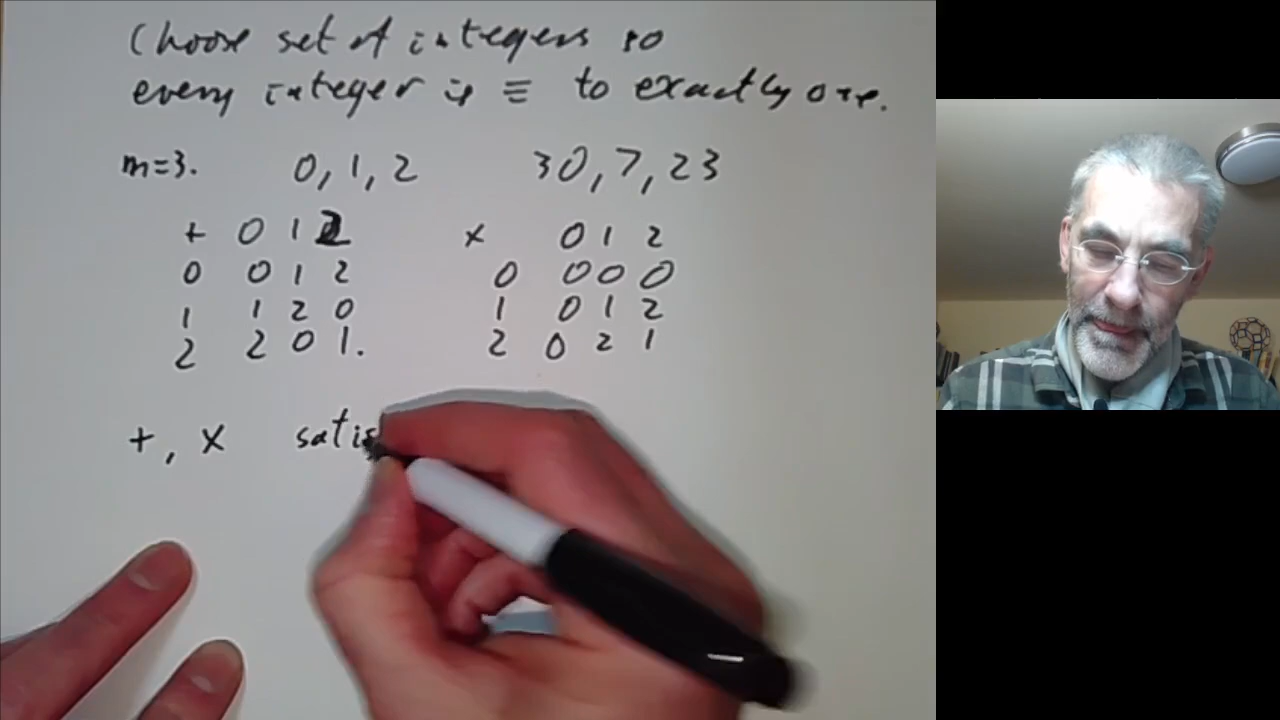 Choose set of integers so
every integer is ≡ to exactly one.
m=3. 0, 1, 2 30, 7, 23
+ 0 1 2 × 0 1 2
0 0 1 2 0 0 0 0
1 1 2 0 1 0 1 2
2 2 0 1. 2 0 2 1
+, × satis